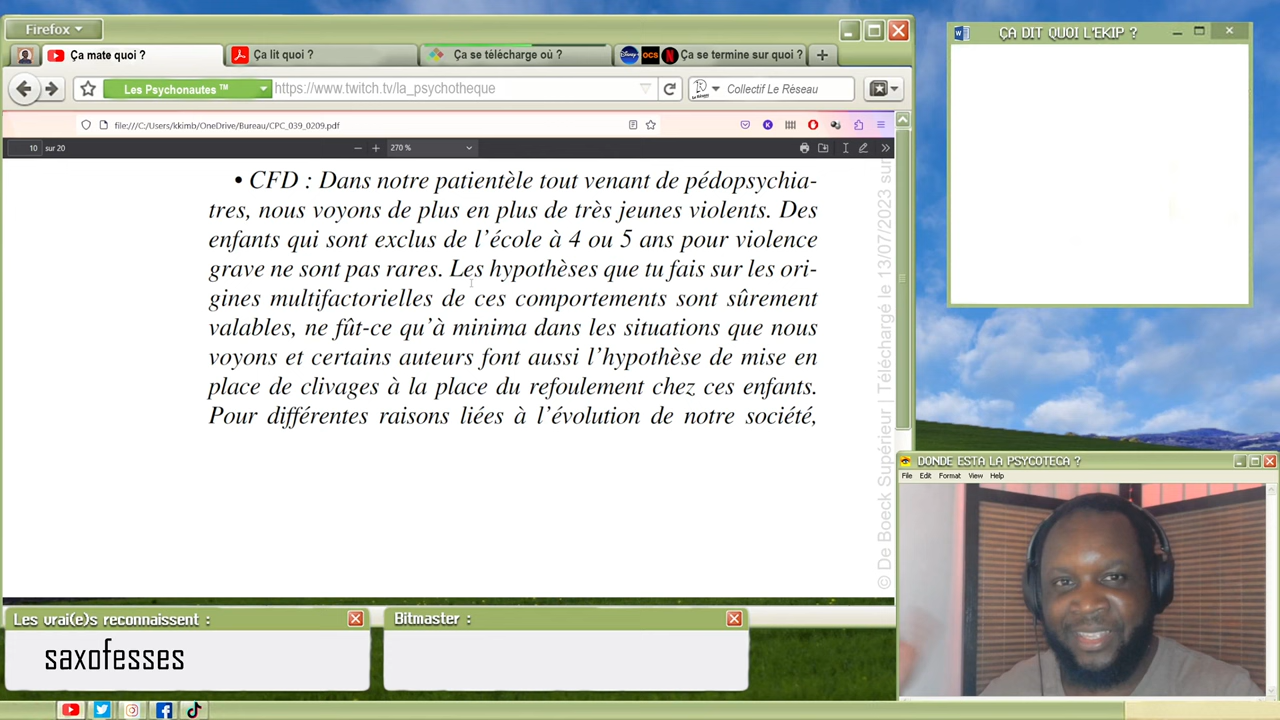 Firefox
Ça mate quoi ?
Ça lit quoi ?
Ça se télécharge où ?
Disney+
OCS
Ça se termine sur quoi ?
Les Psychonautes ™
https://www.twitch.tv/la_psychotheque
Collectif Le Réseau
file:///C:/Users/kkimb/OneDrive/Bureau/CPC_039_0209.pdf
10 sur 20
270 %
• CFD : Dans notre patientèle tout venant de pédopsychia-
tres, nous voyons de plus en plus de très jeunes violents. Des
enfants qui sont exclus de l'école à 4 ou 5 ans pour violence
grave ne sont pas rares. Les hypothèses que tu fais sur les ori-
gines multifactorielles de ces comportements sont sûrement
valables, ne fût-ce qu'à minima dans les situations que nous
voyons et certains auteurs font aussi l'hypothèse de mise en
place de clivages à la place du refoulement chez ces enfants.
Pour différentes raisons liées à l'évolution de notre société,
© De Boeck Supérieur | Téléchargé le 13/07/2023 sur
ÇA DIT QUOI L'EKIP ?
DONDE ESTA LA PSYCOTECA ?
File Edit Format View Help
Les vrai(e)s reconnaissent :
saxofesses
Bitmaster :